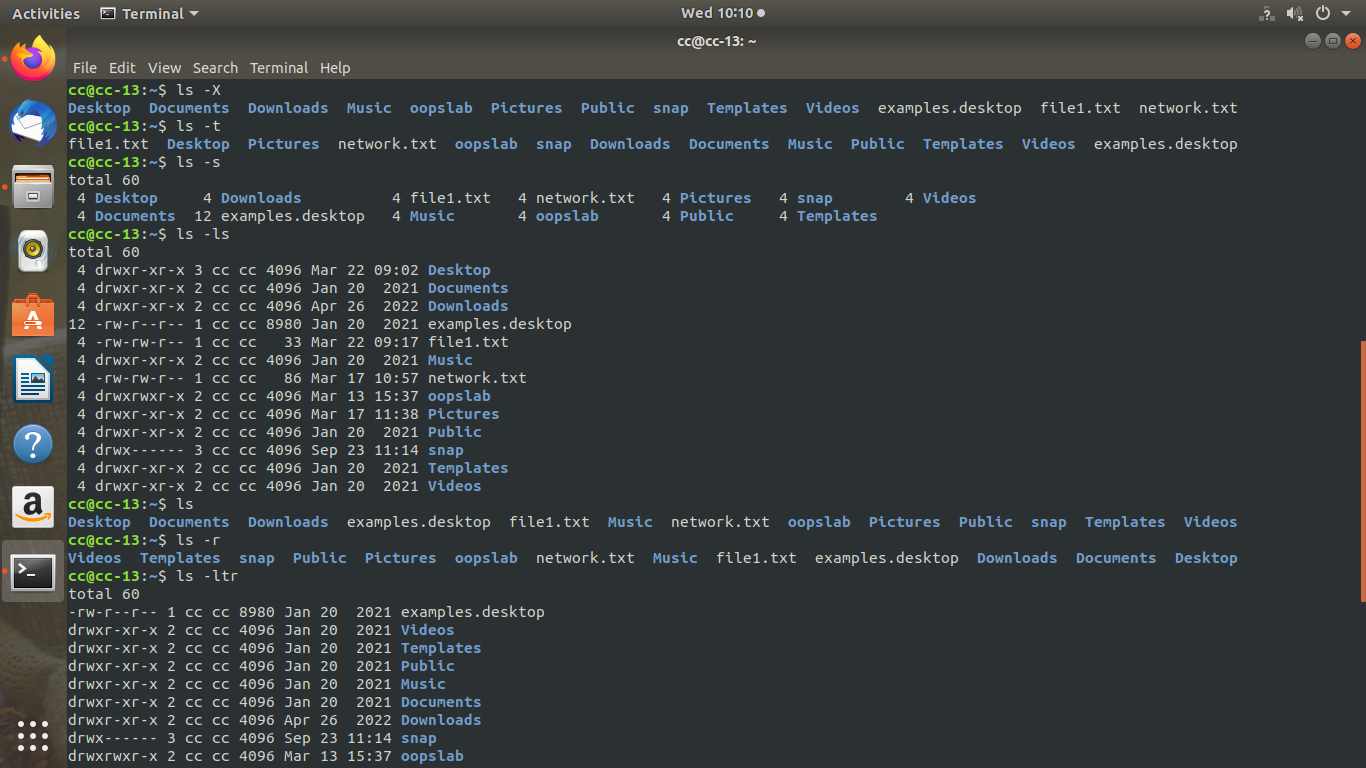 Activities Terminal Wed 10:10
cc@cc-13: ~
File Edit View Search Terminal Help
cc@cc-13:~$ ls -X
Desktop  Documents  Downloads  Music  oopslab  Pictures  Public  snap  Templates  Videos  examples.desktop  file1.txt  network.txt
cc@cc-13:~$ ls -t
file1.txt  Desktop  Pictures  network.txt  oopslab  snap  Downloads  Documents  Music  Public  Templates  Videos  examples.desktop
cc@cc-13:~$ ls -s
total 60
 4 Desktop     4 Downloads          4 file1.txt   4 network.txt   4 Pictures   4 snap        4 Videos
 4 Documents  12 examples.desktop   4 Music       4 oopslab       4 Public     4 Templates
cc@cc-13:~$ ls -ls
total 60
 4 drwxr-xr-x 3 cc cc 4096 Mar 22 09:02 Desktop
 4 drwxr-xr-x 2 cc cc 4096 Jan 20  2021 Documents
 4 drwxr-xr-x 2 cc cc 4096 Apr 26  2022 Downloads
12 -rw-r--r-- 1 cc cc 8980 Jan 20  2021 examples.desktop
 4 -rw-rw-r-- 1 cc cc   33 Mar 22 09:17 file1.txt
 4 drwxr-xr-x 2 cc cc 4096 Jan 20  2021 Music
 4 -rw-rw-r-- 1 cc cc   86 Mar 17 10:57 network.txt
 4 drwxrwxr-x 2 cc cc 4096 Mar 13 15:37 oopslab
 4 drwxr-xr-x 2 cc cc 4096 Mar 17 11:38 Pictures
 4 drwxr-xr-x 2 cc cc 4096 Jan 20  2021 Public
 4 drwx------ 3 cc cc 4096 Sep 23 11:14 snap
 4 drwxr-xr-x 2 cc cc 4096 Jan 20  2021 Templates
 4 drwxr-xr-x 2 cc cc 4096 Jan 20  2021 Videos
cc@cc-13:~$ ls
Desktop  Documents  Downloads  examples.desktop  file1.txt  Music  network.txt  oopslab  Pictures  Public  snap  Templates  Videos
cc@cc-13:~$ ls -r
Videos  Templates  snap  Public  Pictures  oopslab  network.txt  Music  file1.txt  examples.desktop  Downloads  Documents  Desktop
cc@cc-13:~$ ls -ltr
total 60
-rw-r--r-- 1 cc cc 8980 Jan 20  2021 examples.desktop
drwxr-xr-x 2 cc cc 4096 Jan 20  2021 Videos
drwxr-xr-x 2 cc cc 4096 Jan 20  2021 Templates
drwxr-xr-x 2 cc cc 4096 Jan 20  2021 Public
drwxr-xr-x 2 cc cc 4096 Jan 20  2021 Music
drwxr-xr-x 2 cc cc 4096 Jan 20  2021 Documents
drwxr-xr-x 2 cc cc 4096 Apr 26  2022 Downloads
drwx------ 3 cc cc 4096 Sep 23 11:14 snap
drwxrwxr-x 2 cc cc 4096 Mar 13 15:37 oopslab